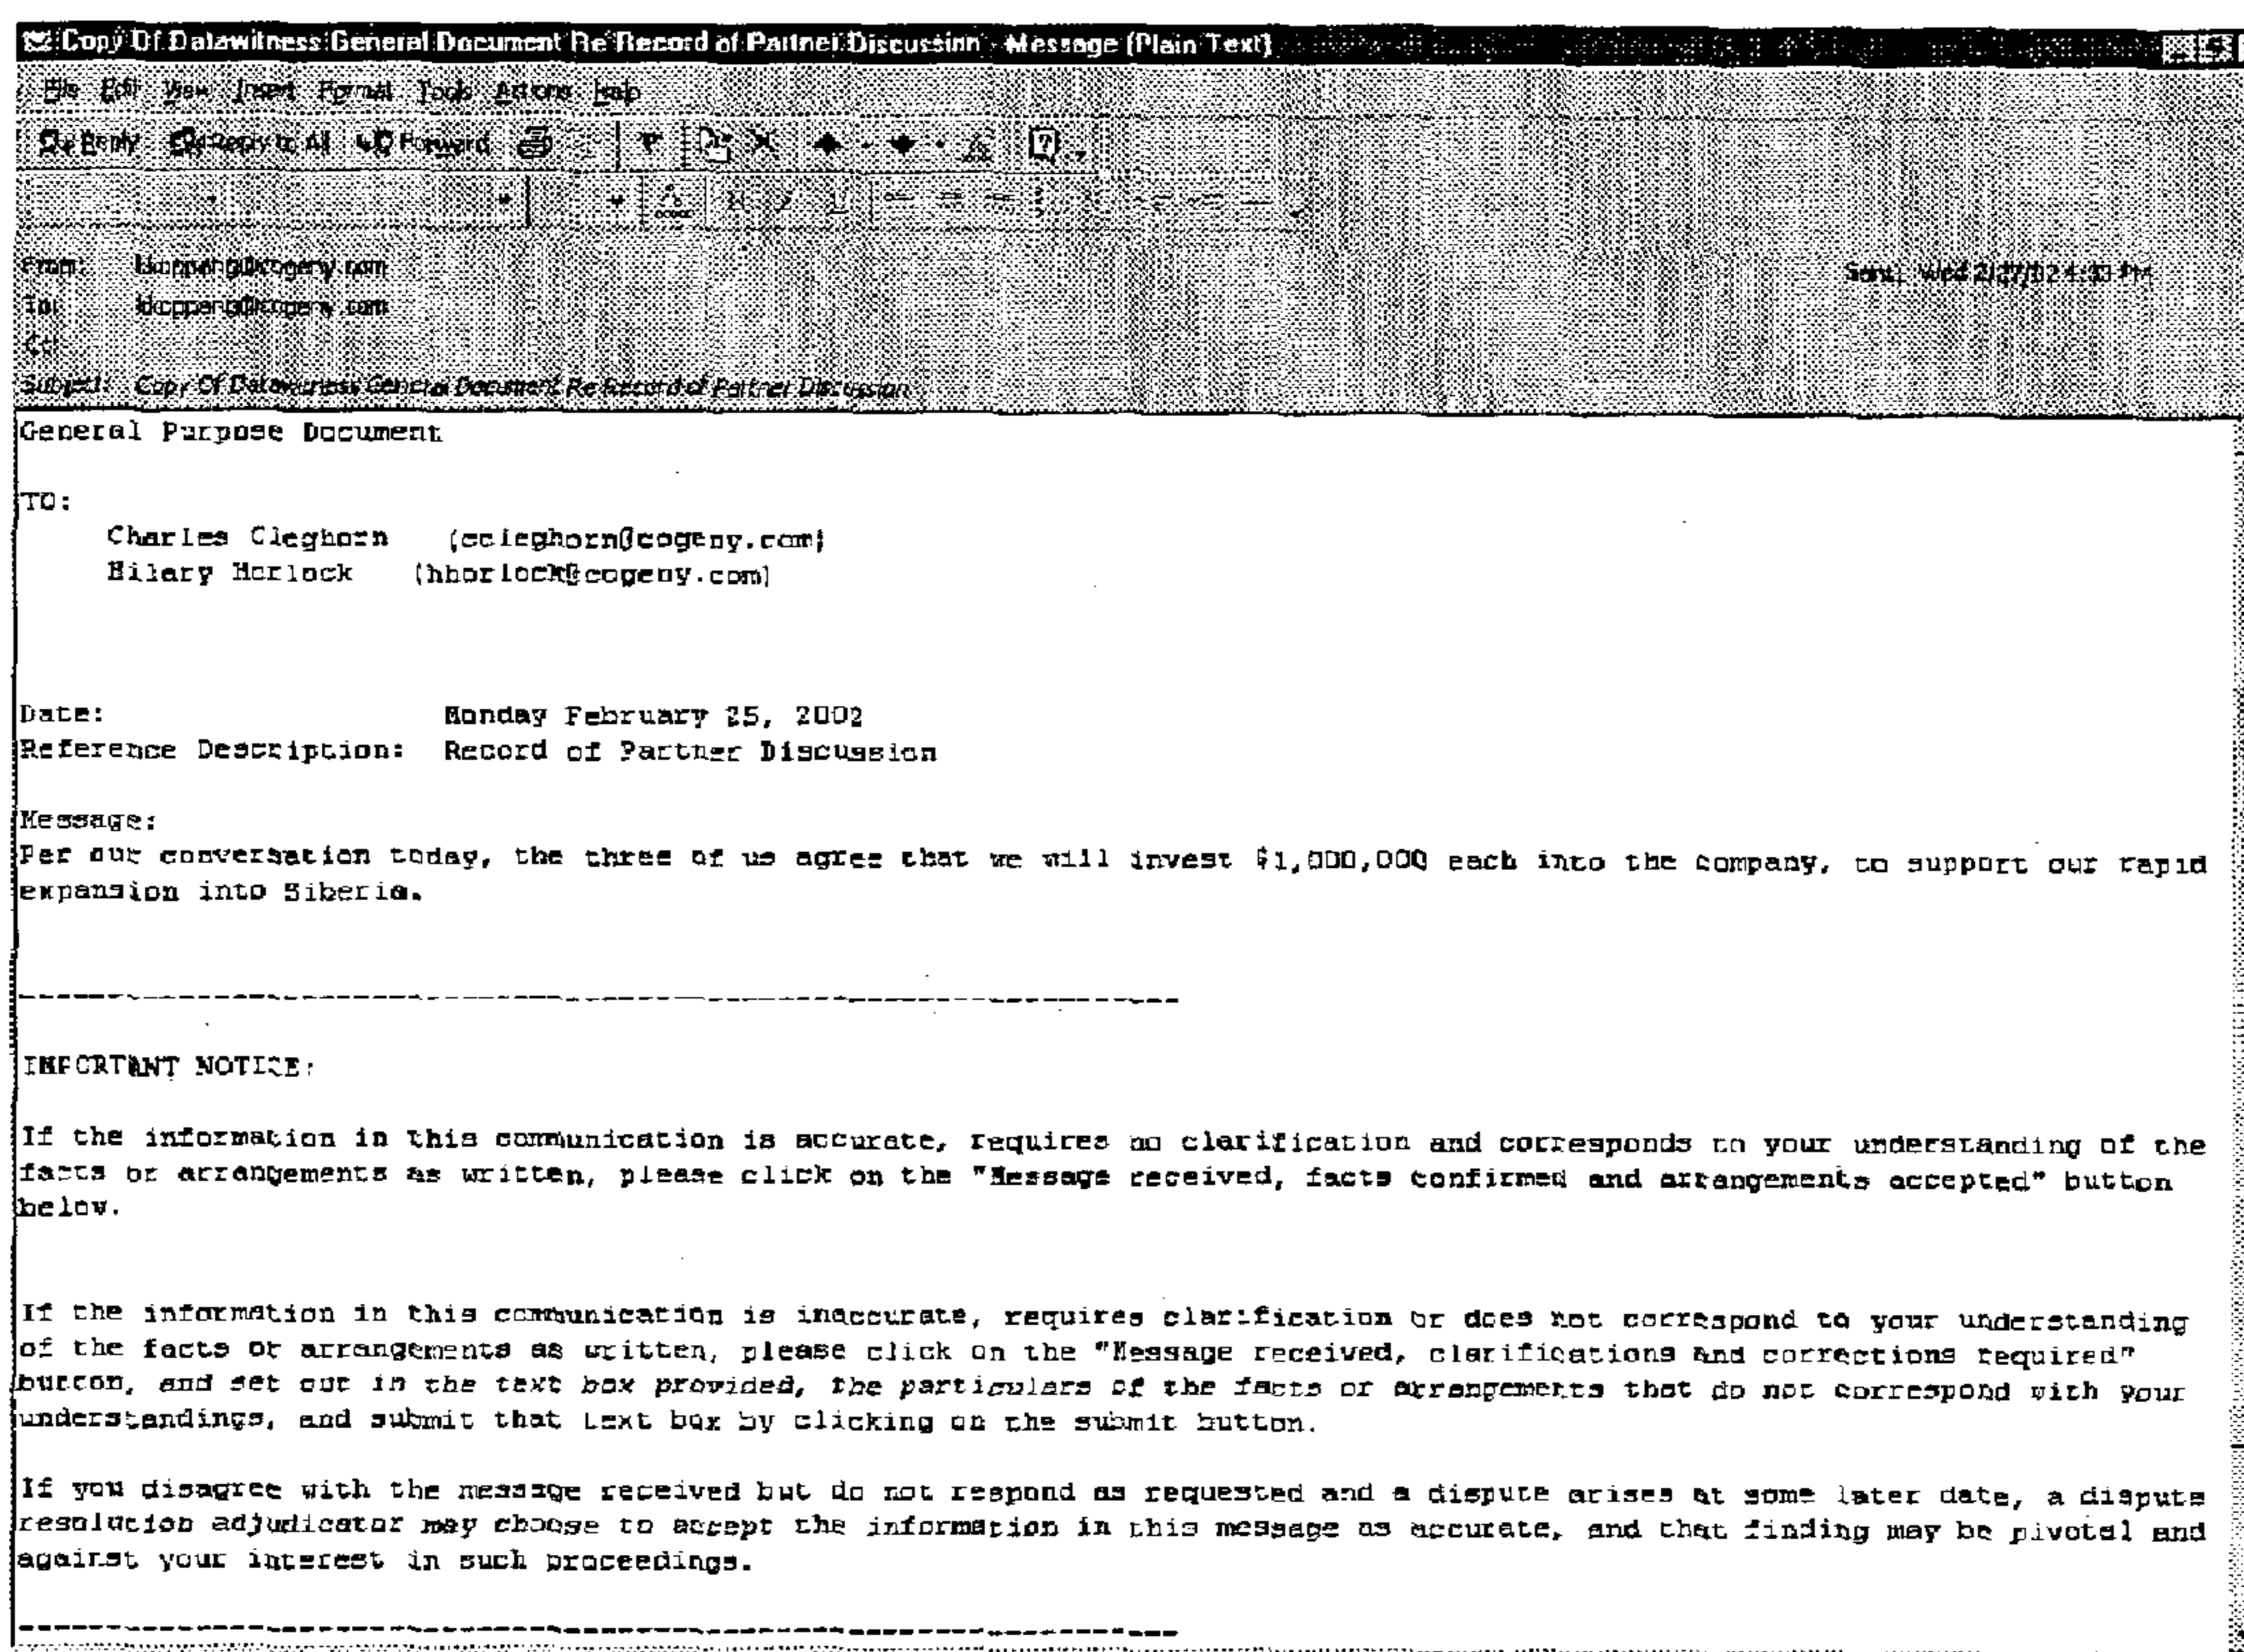 Copy Of Datawitness General Document Re Record of Partner Discussion - Message (Plain Text)
File Edit View Insert Format Tools Actions Help
Reply Reply to All Forward
From:
To:
Cc:
Subject: Copy Of Datawitness General Document Re Record of Partner Discussion
Sent: Wed 2/27/02 PM
General Purpose Document
TO:
Charles Cleghorn (ccleghorn@cogeny.com)
Hilary Horlock (hhorlock@cogeny.com)
Date: Monday February 25, 2002
Reference Description: Record of Partner Discussion
Message:
Per our conversation today, the three of us agree that we will invest $1,000,000 each into the company, to support our rapid
expansion into Siberia.
IMPORTANT NOTICE:
If the information in this communication is accurate, requires no clarification and corresponds to your understanding of the
facts or arrangements as written, please click on the "Message received, facts confirmed and arrangements accepted" button
below.
If the information in this communication is inaccurate, requires clarification or does not correspond to your understanding
of the facts or arrangements as written, please click on the "Message received, clarifications and corrections required"
button, and set out in the text box provided, the particulars of the facts or arrangements that do not correspond with your
understandings, and submit that text box by clicking on the submit button.
If you disagree with the message received but do not respond as requested and a dispute arises at some later date, a dispute
resolution adjudicator may choose to accept the information in this message as accurate, and that finding may be pivotal and
against your interest in such proceedings.